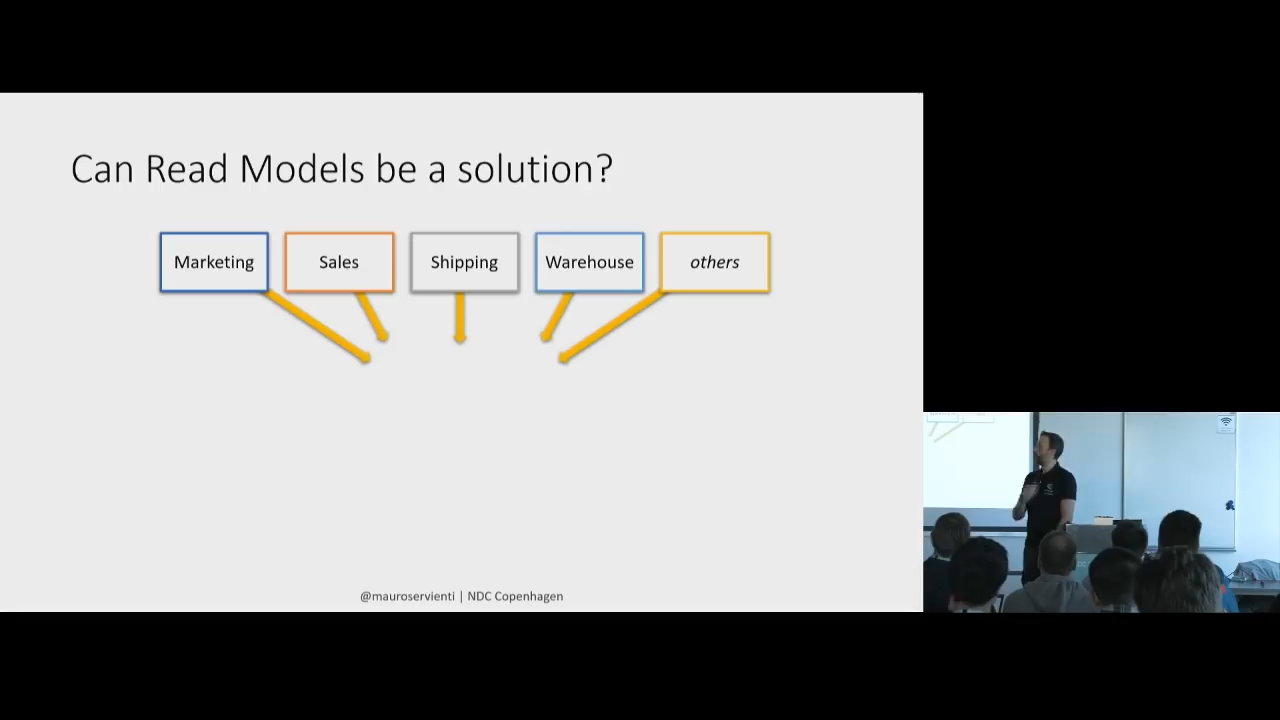 Can Read Models be a solution?
Marketing
Sales
Shipping
Warehouse
others
@mauroservienti | NDC Copenhagen